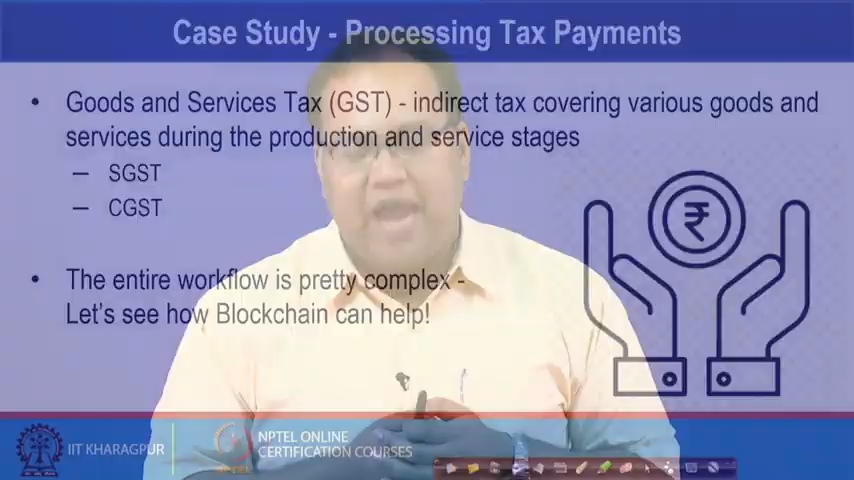 Case Study - Processing Tax Payments
• Goods and Services Tax (GST) - indirect tax covering various goods and
services during the production and service stages
– SGST
– CGST
₹
• The entire workflow is pretty complex -
Let's see how Blockchain can help!
IIT KHARAGPUR
NPTEL ONLINE
CERTIFICATION COURSES